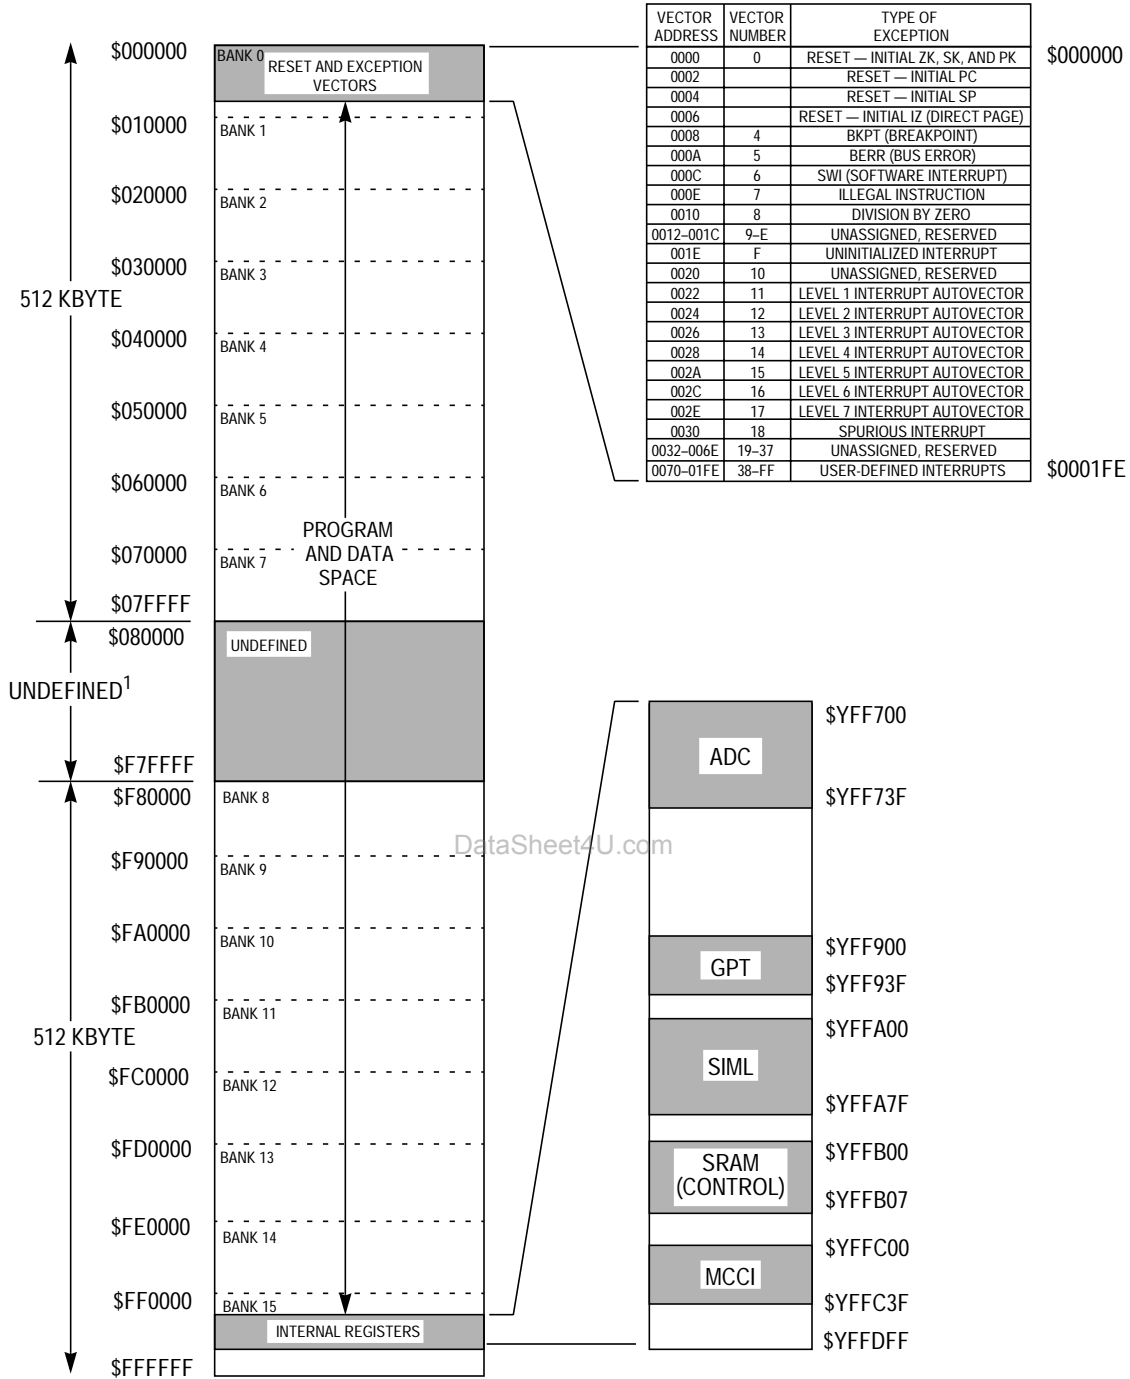 VECTOR ADDRESS VECTOR NUMBER TYPE OF EXCEPTION
0000 0 RESET — INITIAL ZK, SK, AND PK
0002 RESET — INITIAL PC
0004 RESET — INITIAL SP
0006 RESET — INITIAL IZ (DIRECT PAGE)
0008 4 BKPT (BREAKPOINT)
000A 5 BERR (BUS ERROR)
000C 6 SWI (SOFTWARE INTERRUPT)
000E 7 ILLEGAL INSTRUCTION
0010 8 DIVISION BY ZERO
0012–001C 9–E UNASSIGNED, RESERVED
001E F UNINITIALIZED INTERRUPT
0020 10 UNASSIGNED, RESERVED
0022 11 LEVEL 1 INTERRUPT AUTOVECTOR
0024 12 LEVEL 2 INTERRUPT AUTOVECTOR
0026 13 LEVEL 3 INTERRUPT AUTOVECTOR
0028 14 LEVEL 4 INTERRUPT AUTOVECTOR
002A 15 LEVEL 5 INTERRUPT AUTOVECTOR
002C 16 LEVEL 6 INTERRUPT AUTOVECTOR
002E 17 LEVEL 7 INTERRUPT AUTOVECTOR
0030 18 SPURIOUS INTERRUPT
0032–006E 19–37 UNASSIGNED, RESERVED
0070–01FE 38–FF USER-DEFINED INTERRUPTS
$000000
$0001FE
$000000
BANK 0
RESET AND EXCEPTION
VECTORS
$010000
BANK 1
$020000
BANK 2
$030000
BANK 3
512 KBYTE
$040000
BANK 4
$050000
BANK 5
$060000
BANK 6
PROGRAM
AND DATA
SPACE
$070000
BANK 7
$07FFFF
$080000
UNDEFINED
UNDEFINED1
$F7FFFF
$F80000
BANK 8
$F90000
BANK 9
$FA0000
BANK 10
$FB0000
BANK 11
512 KBYTE
$FC0000
BANK 12
$FD0000
BANK 13
$FE0000
BANK 14
$FF0000
BANK 15
INTERNAL REGISTERS
$FFFFFF
DataSheet4U.com
$YFF700
ADC
$YFF73F
$YFF900
GPT
$YFF93F
$YFFA00
SIML
$YFFA7F
$YFFB00
SRAM
(CONTROL)
$YFFB07
$YFFC00
MCCI
$YFFC3F
$YFFDFF